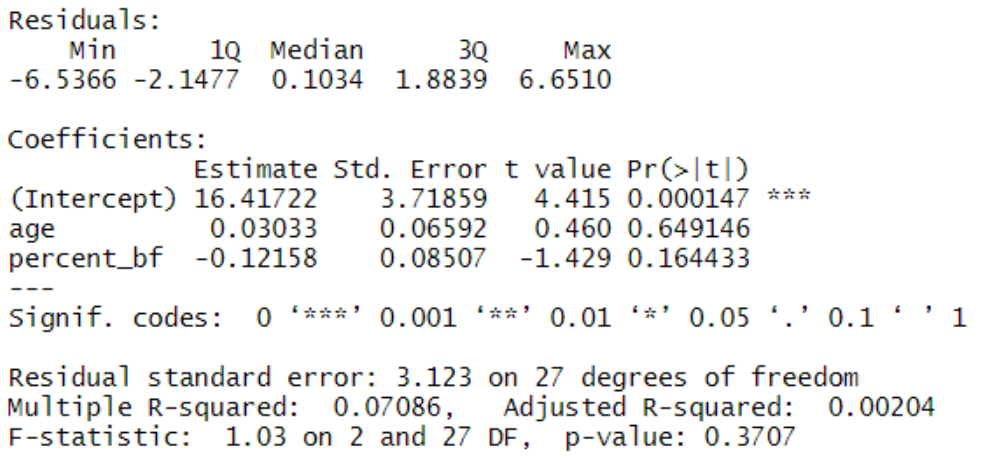 Residuals:
    Min      1Q  Median      3Q     Max
-6.5366 -2.1477  0.1034  1.8839  6.6510

Coefficients:
            Estimate Std. Error t value Pr(>|t|)
(Intercept) 16.41722    3.71859   4.415 0.000147 ***
age          0.03033    0.06592   0.460 0.649146
percent_bf  -0.12158    0.08507  -1.429 0.164433
---
Signif. codes:  0 ‘***’ 0.001 ‘**’ 0.01 ‘*’ 0.05 ‘.’ 0.1 ‘ ’ 1

Residual standard error: 3.123 on 27 degrees of freedom
Multiple R-squared:  0.07086,   Adjusted R-squared:  0.00204
F-statistic:  1.03 on 2 and 27 DF,  p-value: 0.3707